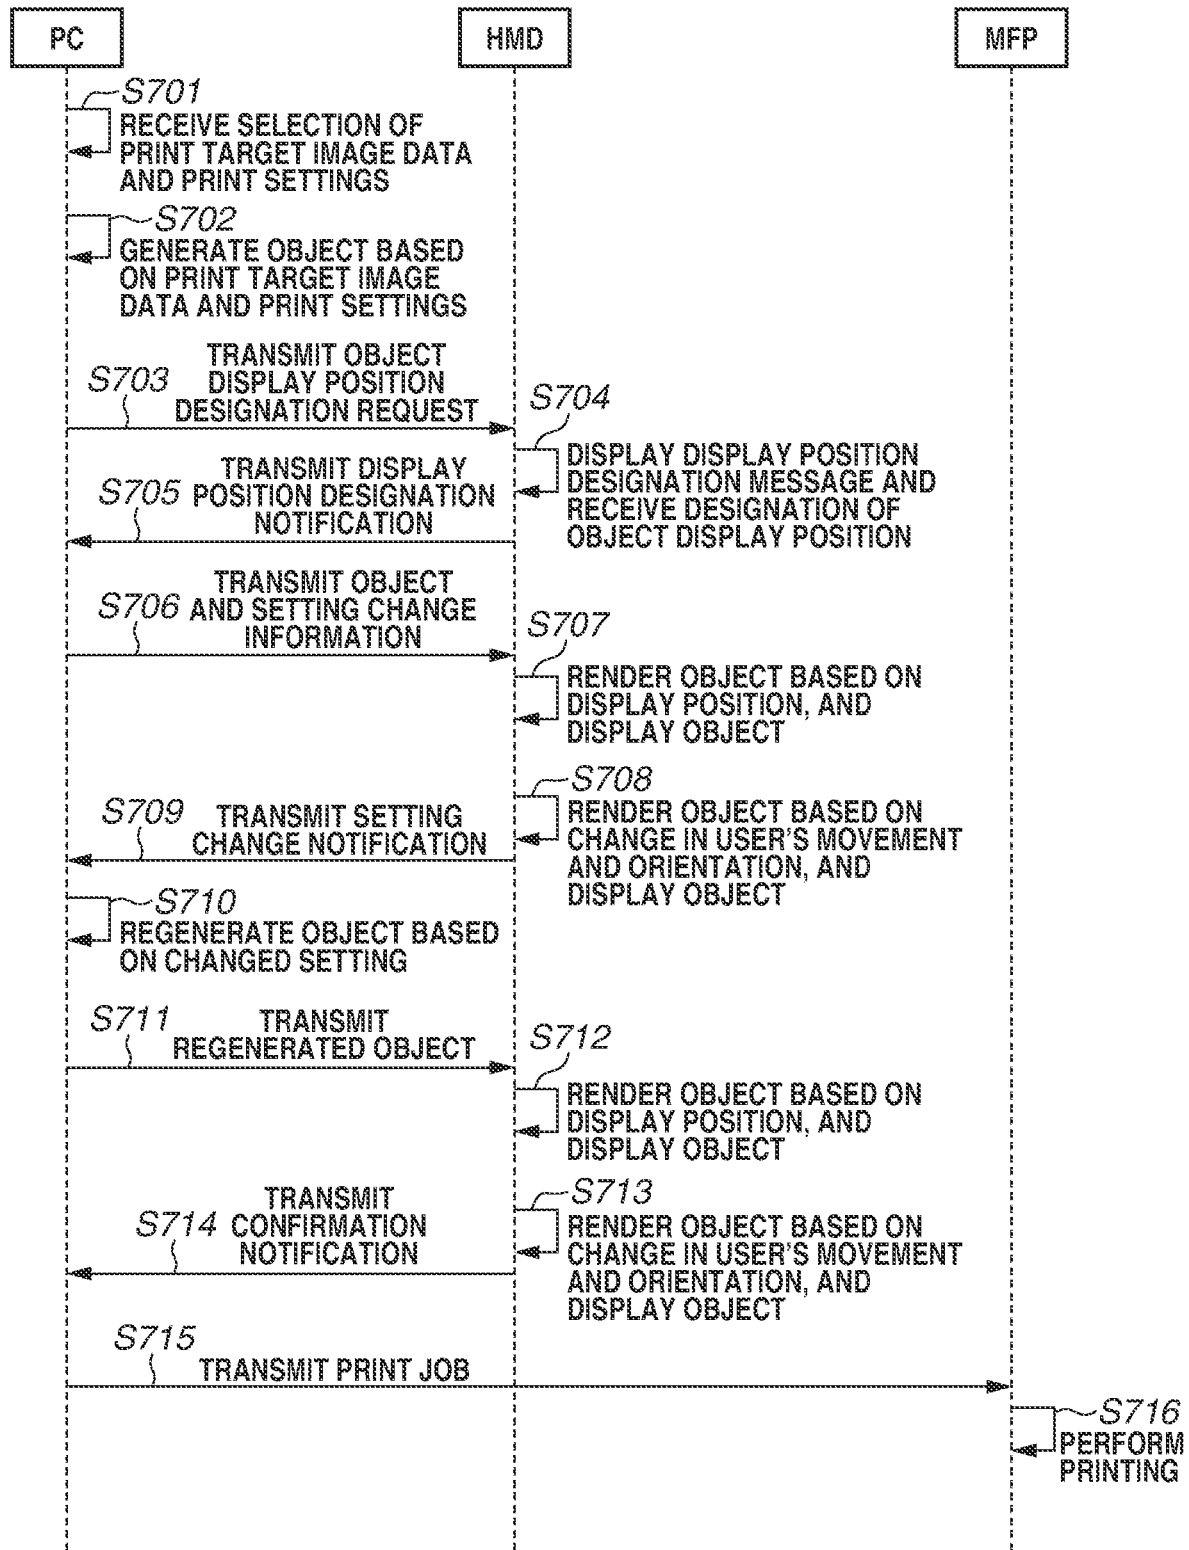 PC
HMD
MFP
S701
RECEIVE SELECTION OF
PRINT TARGET IMAGE DATA
AND PRINT SETTINGS
S702
GENERATE OBJECT BASED
ON PRINT TARGET IMAGE
DATA AND PRINT SETTINGS
S703
TRANSMIT OBJECT
DISPLAY POSITION
DESIGNATION REQUEST
S704
DISPLAY DISPLAY POSITION
DESIGNATION MESSAGE AND
RECEIVE DESIGNATION OF
OBJECT DISPLAY POSITION
S705
TRANSMIT DISPLAY
POSITION DESIGNATION
NOTIFICATION
S706
TRANSMIT OBJECT
AND SETTING CHANGE
INFORMATION
S707
RENDER OBJECT BASED ON
DISPLAY POSITION, AND
DISPLAY OBJECT
S708
RENDER OBJECT BASED ON
CHANGE IN USER'S MOVEMENT
AND ORIENTATION, AND
DISPLAY OBJECT
S709
TRANSMIT SETTING
CHANGE NOTIFICATION
S710
REGENERATE OBJECT BASED
ON CHANGED SETTING
S711
TRANSMIT
REGENERATED OBJECT
S712
RENDER OBJECT BASED ON
DISPLAY POSITION, AND
DISPLAY OBJECT
S713
RENDER OBJECT BASED ON
CHANGE IN USER'S MOVEMENT
AND ORIENTATION, AND
DISPLAY OBJECT
S714
TRANSMIT
CONFIRMATION
NOTIFICATION
S715
TRANSMIT PRINT JOB
S716
PERFORM
PRINTING